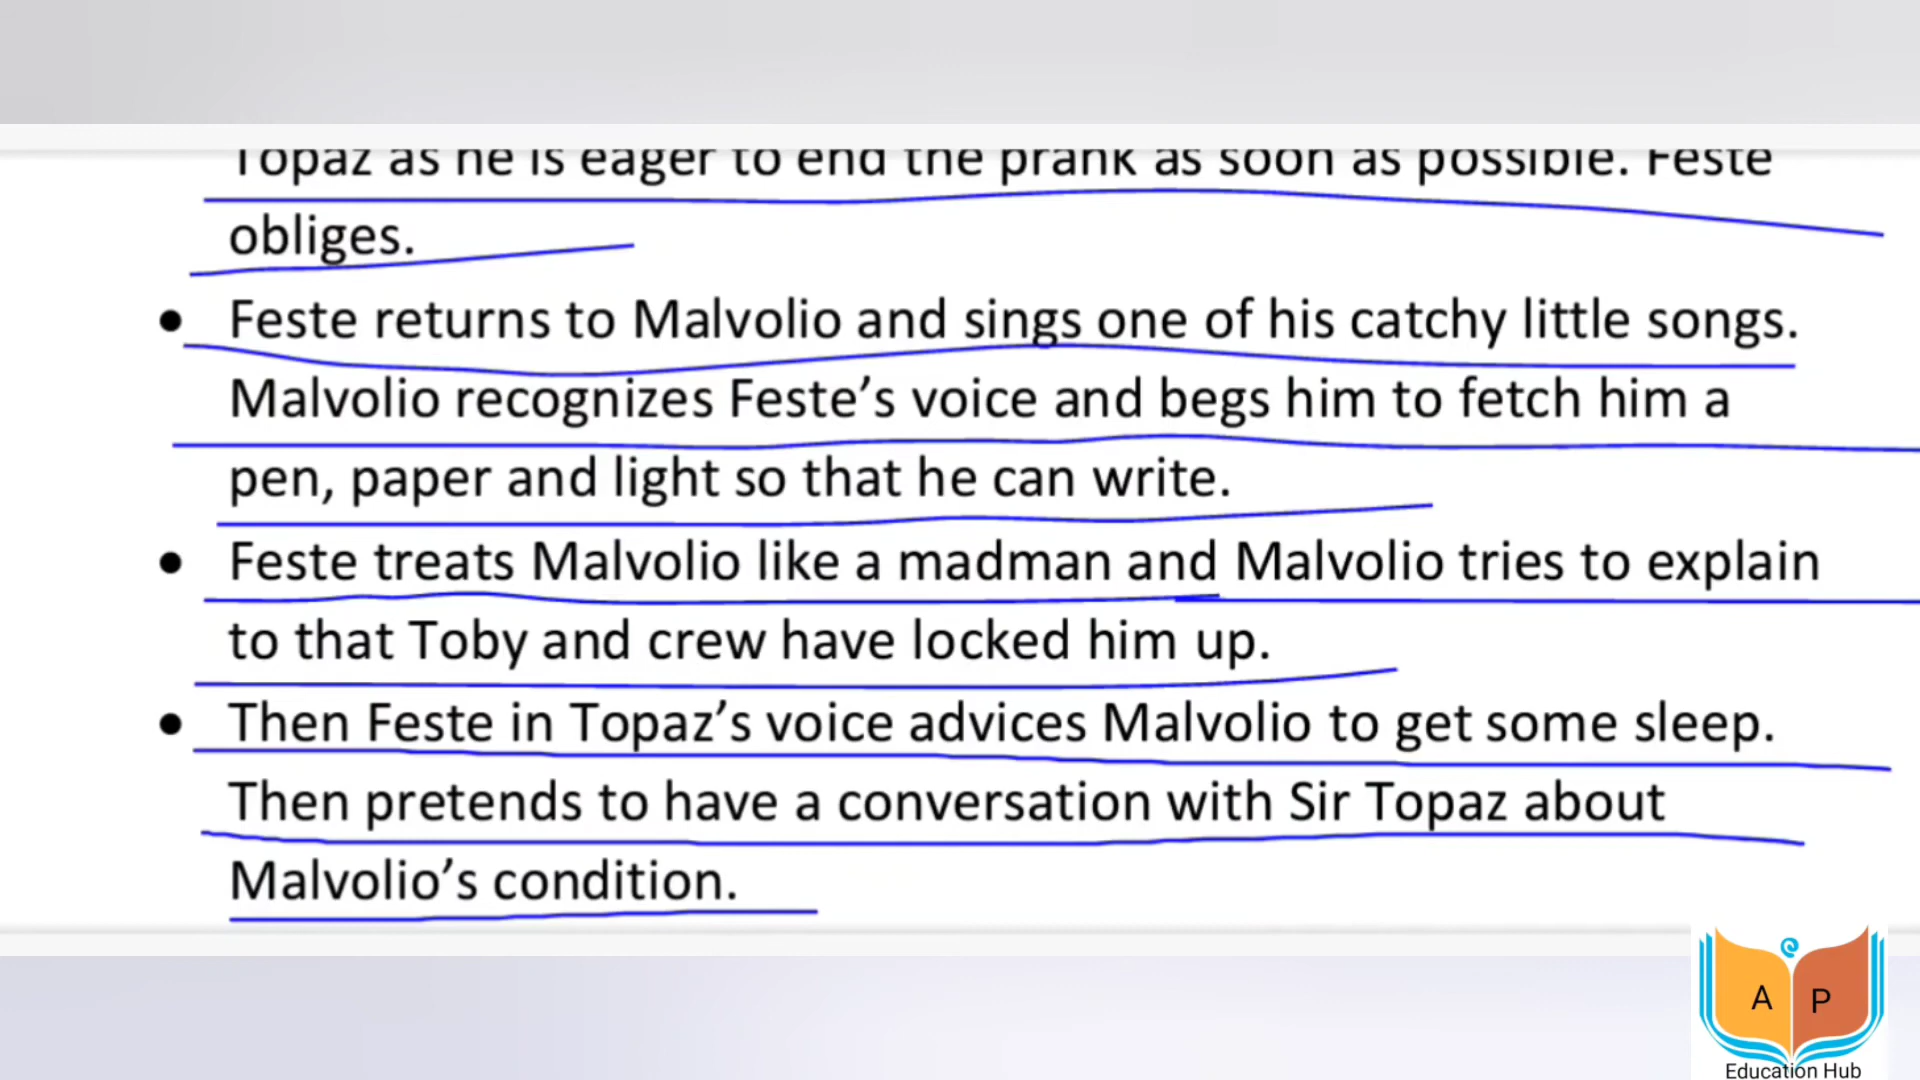 Topaz as he is eager to end the prank as soon as possible. Feste
obliges.
• Feste returns to Malvolio and sings one of his catchy little songs.
Malvolio recognizes Feste’s voice and begs him to fetch him a
pen, paper and light so that he can write.
• Feste treats Malvolio like a madman and Malvolio tries to explain
to that Toby and crew have locked him up.
• Then Feste in Topaz’s voice advices Malvolio to get some sleep.
Then pretends to have a conversation with Sir Topaz about
Malvolio’s condition.
A P
Education Hub